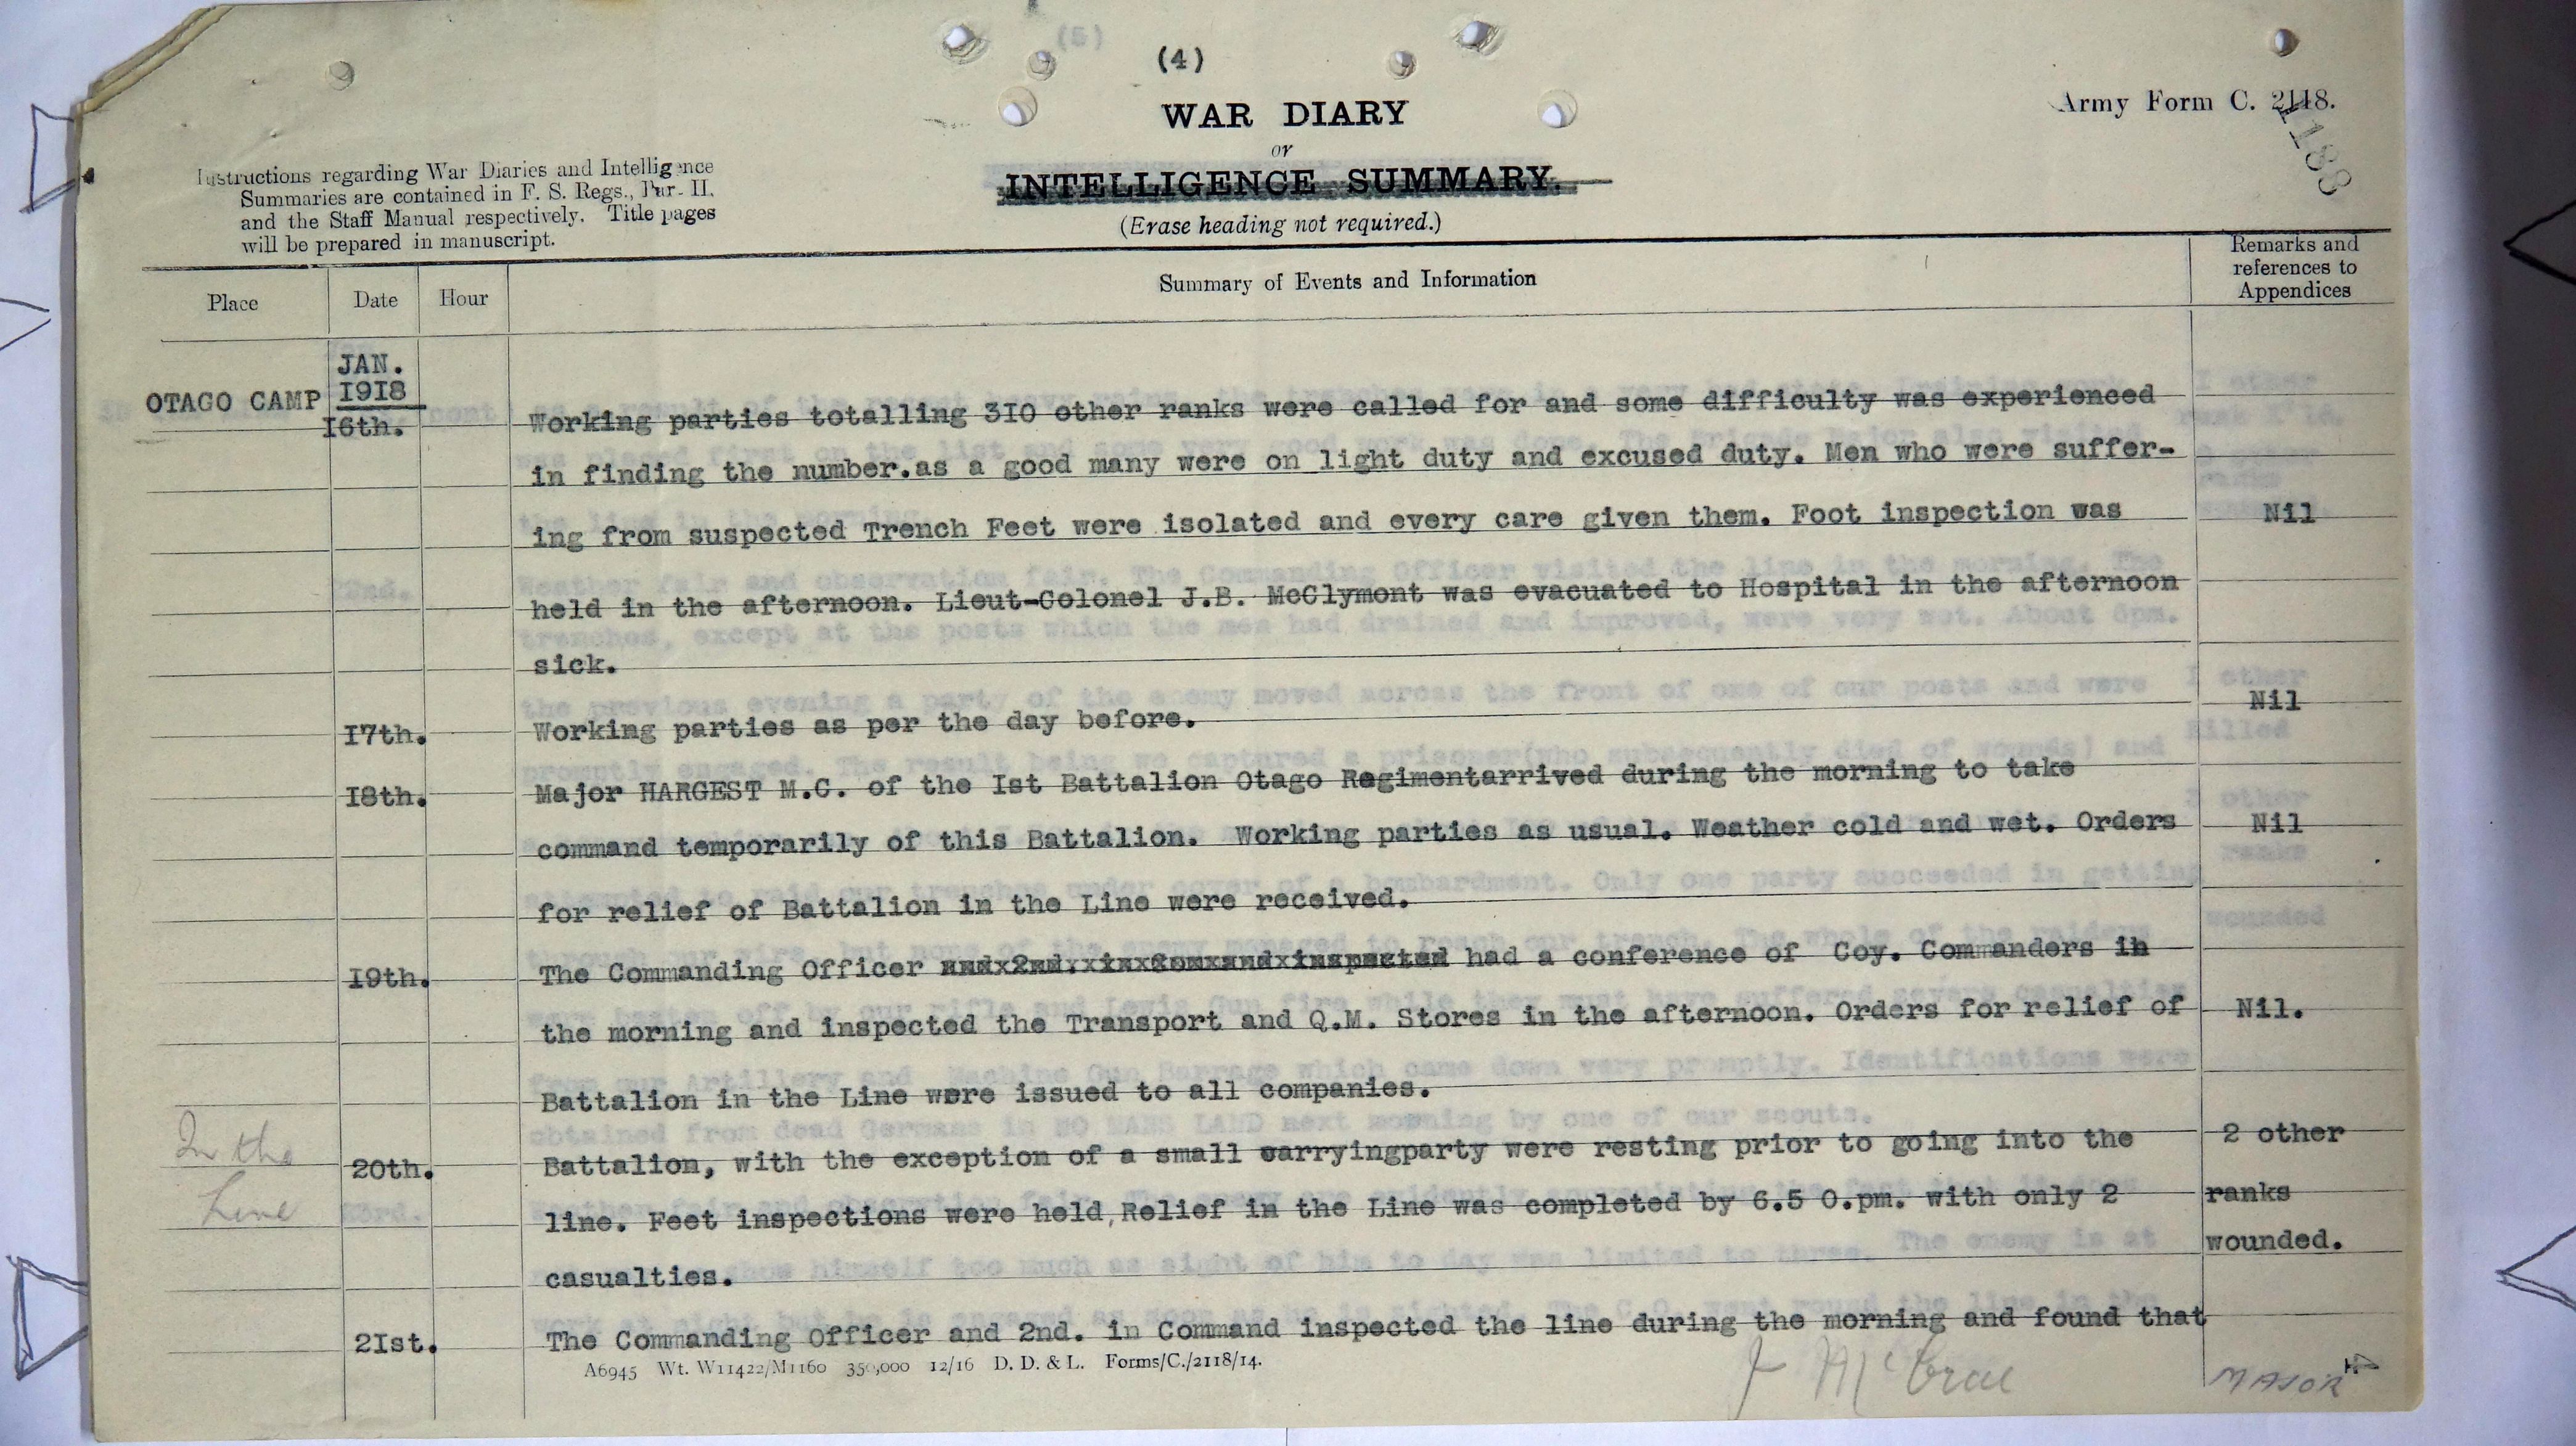 (4)
WAR DIARY
or
INTELLIGENCE SUMMARY.
(Erase heading not required.)
Army Form C. 2118.
1188
Instructions regarding War Diaries and Intelligence
Summaries are contained in F. S. Regs., Par. II.
and the Staff Manual respectively. Title pages
will be prepared in manuscript.
Place Date Hour Summary of Events and Information Remarks and references to Appendices
JAN.
OTAGO CAMP I9I8
I6th. Working parties totalling 3I0 other ranks were called for and some difficulty was experienced
in finding the number.as a good many were on light duty and excused duty. Men who were suffer-
ing from suspected Trench Feet were isolated and every care given them. Foot inspection was Nil
held in the afternoon. Lieut-Colonel J.B. McClymont was evacuated to Hospital in the afternoon
sick.
I7th. Working parties as per the day before. Nil
I8th. Major HARGEST M.C. of the Ist Battalion Otago Regimentarrived during the morning to take
command temporarily of this Battalion. Working parties as usual. Weather cold and wet. Orders Nil
for relief of Battalion in the Line were received.
I9th. The Commanding Officer had a conference of Coy. Commanders in
the morning and inspected the Transport and Q.M. Stores in the afternoon. Orders for relief of Nil.
Battalion in the Line were issued to all companies.
In the 20th. Battalion, with the exception of a small carryingparty were resting prior to going into the 2 other
Line line. Feet inspections were held,Relief in the Line was completed by 6.5 0.pm. with only 2 ranks
casualties. wounded.
2Ist. The Commanding Officer and 2nd. in Command inspected the line during the morning and found that
A6945 Wt. W11422/M1160 350,000 12/16 D. D. & L. Forms/C./2118/14.
J McCrae MAJOR
4